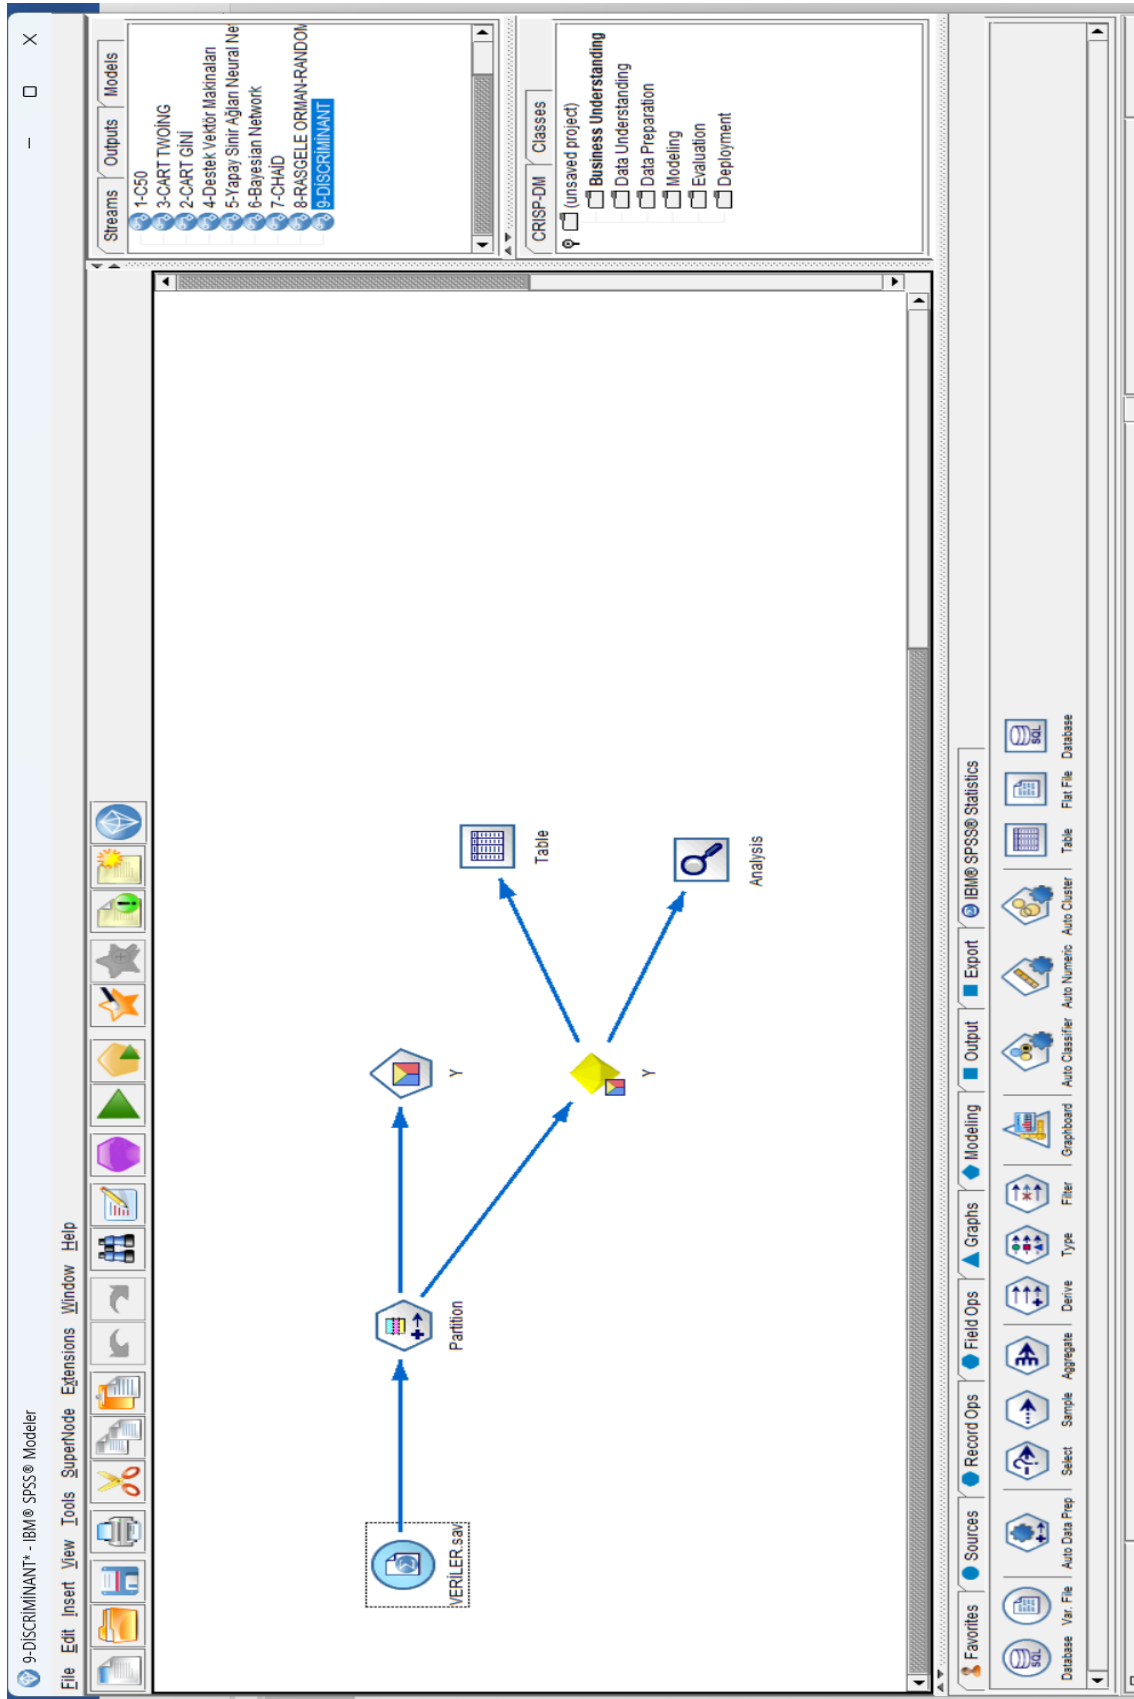 9-DİSCRİMİNANT* - IBM® SPSS® Modeler
File Edit Insert View Tools SuperNode Extensions Window Help
VERİLER.sav
Partition
Y
Y
Table
Analysis
Streams Outputs Models
1-C50
3-CART TWOİNG
2-CART GİNİ
4-Destek Vektör Makinaları
5-Yapay Sinir Ağları Neural Ne
6-Bayesian Network
7-CHAİD
8-RASGELE ORMAN-RANDOM
9-DİSCRİMİNANT
CRISP-DM Classes
(unsaved project)
Business Understanding
Data Understanding
Data Preparation
Modeling
Evaluation
Deployment
Favorites Sources Record Ops Field Ops Graphs Modeling Output Export IBM® SPSS® Statistics
SQL SQL
Database Var. File Auto Data Prep Select Sample Aggregate Derive Type Filter Graphboard Auto Classifier Auto Numeric Auto Cluster Table Flat File Database